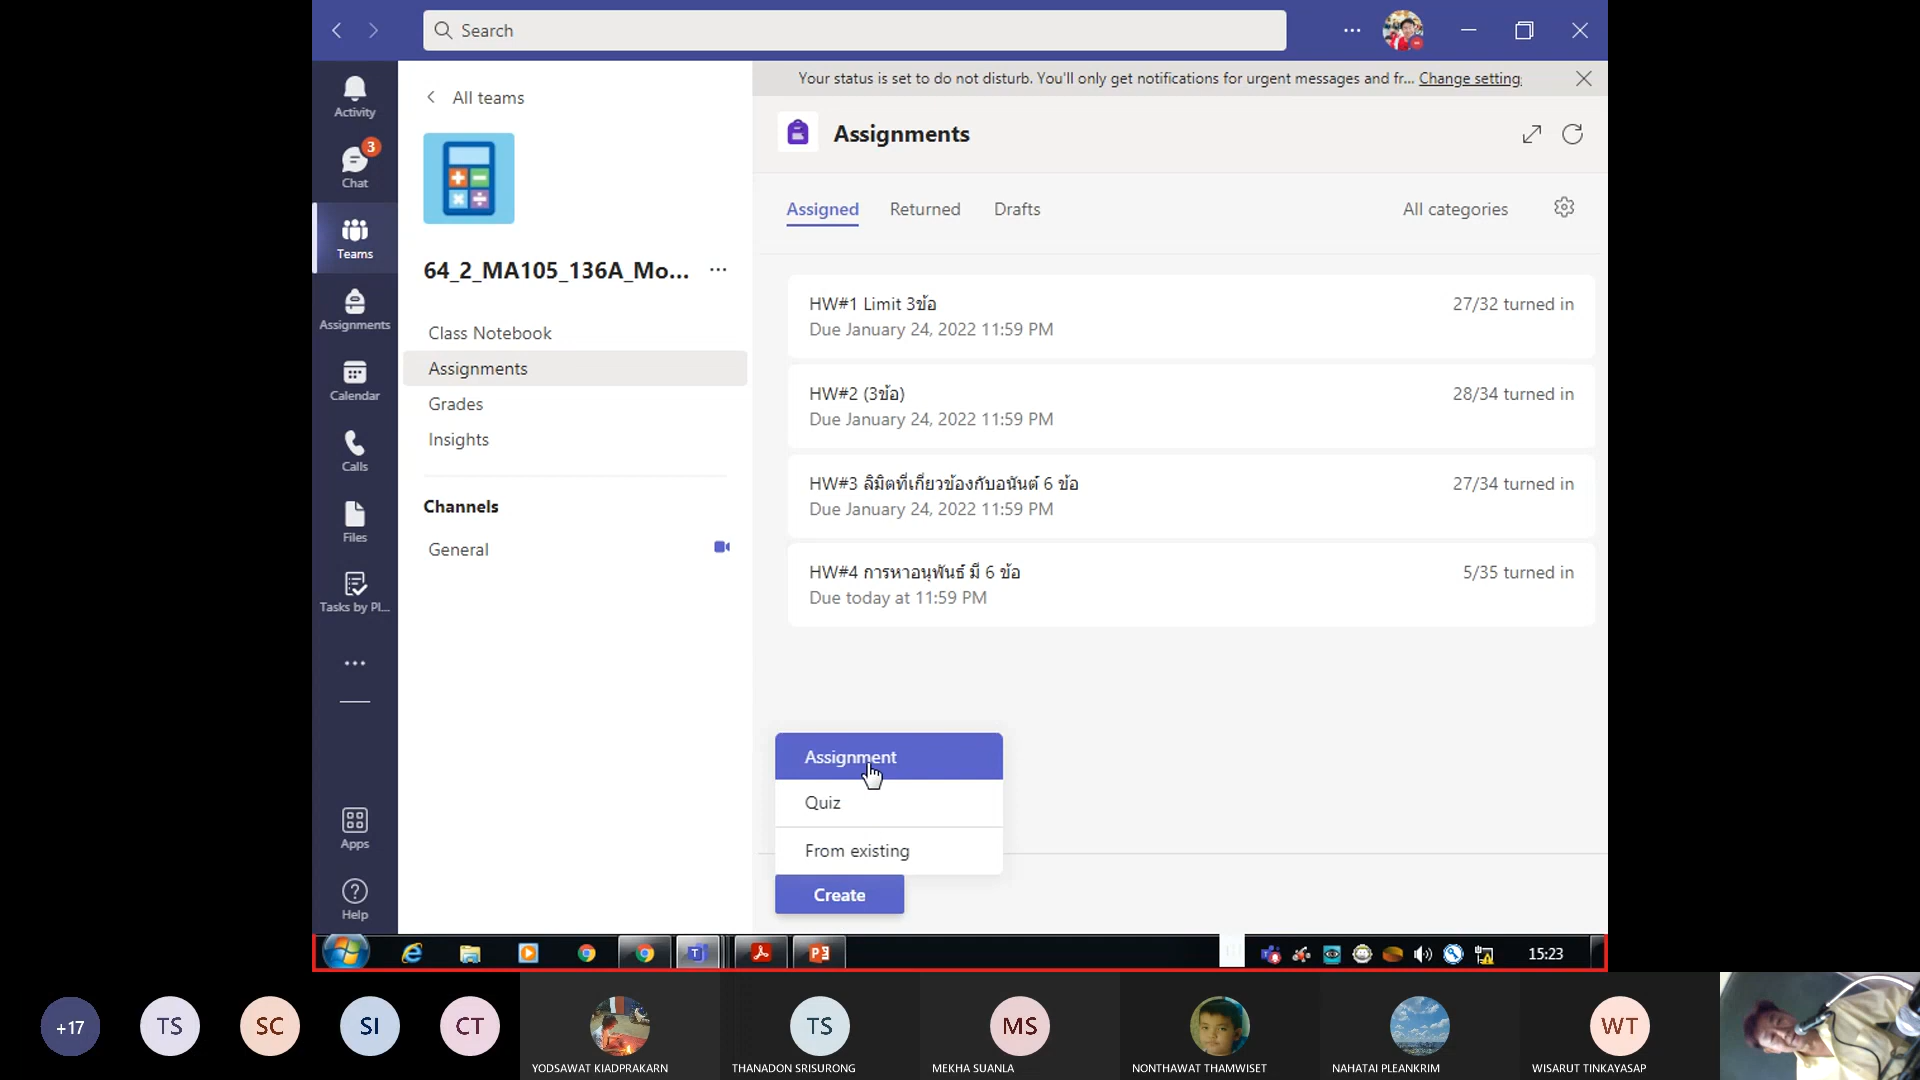 Search
Your status is set to do not disturb. You'll only get notifications for urgent messages and fr... Change setting
Activity
3
Chat
Teams
Assignments
Calendar
Calls
Files
Tasks by Pl...
Apps
Help
All teams
64_2_MA105_136A_Mo...
Class Notebook
Assignments
Grades
Insights
Channels
General
Assignments
Assigned Returned Drafts All categories
HW#1 Limit 3ข้อ 27/32 turned in
Due January 24, 2022 11:59 PM
HW#2 (3ข้อ) 28/34 turned in
Due January 24, 2022 11:59 PM
HW#3 ลิมิตที่เกี่ยวข้องกับอนันต์ 6 ข้อ 27/34 turned in
Due January 24, 2022 11:59 PM
HW#4 การหาอนุพันธ์ มี 6 ข้อ 5/35 turned in
Due today at 11:59 PM
Assignment
Quiz
From existing
Create
15:23
+17 TS SC SI CT TS MS WT
YODSAWAT KIADPRAKARN THANADON SRISURONG MEKHA SUANLA NONTHAWAT THAMWISET NAHATAI PLEANKRIM WISARUT TINKAYASAP